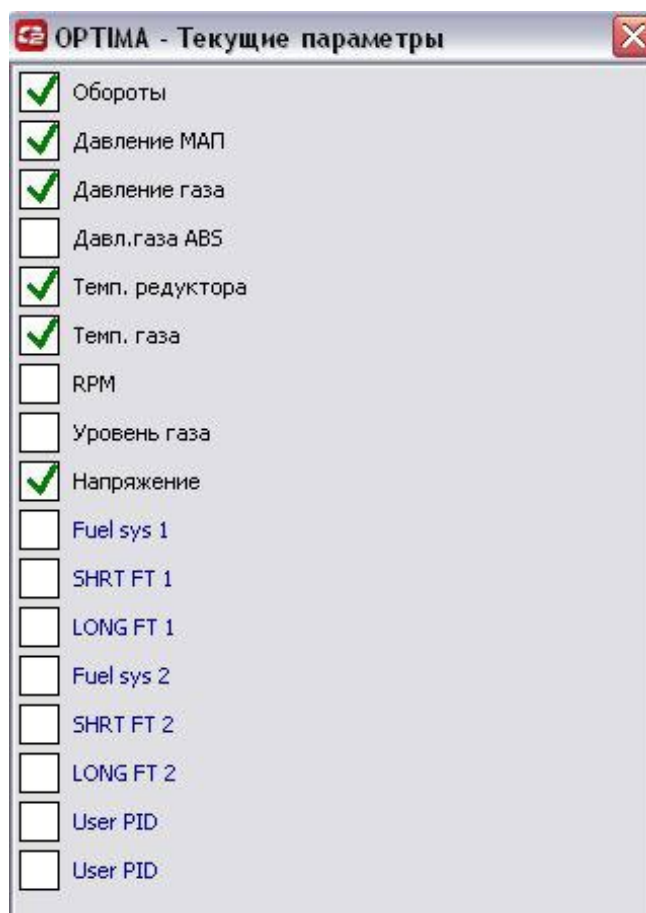 OPTIMA - Текущие параметры
Обороты
Давление МАП
Давление газа
Давл.газа ABS
Темп. редуктора
Темп. газа
RPM
Уровень газа
Напряжение
Fuel sys 1
SHRT FT 1
LONG FT 1
Fuel sys 2
SHRT FT 2
LONG FT 2
User PID
User PID